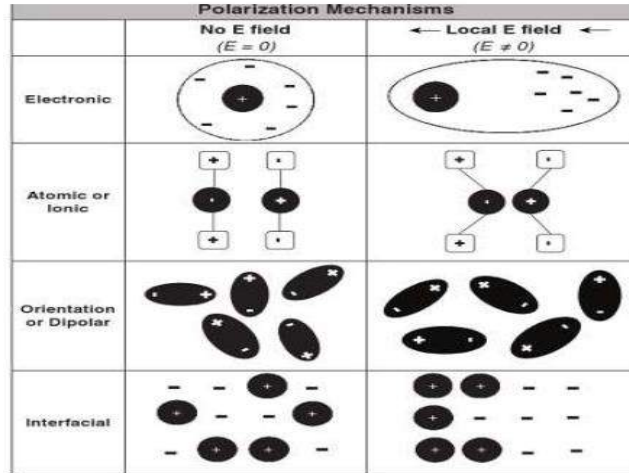 Polarization Mechanisms
No E field
(E = 0)
← Local E field ←
(E ≠ 0)
Electronic
Atomic or
Ionic
Orientation
or Dipolar
Interfacial